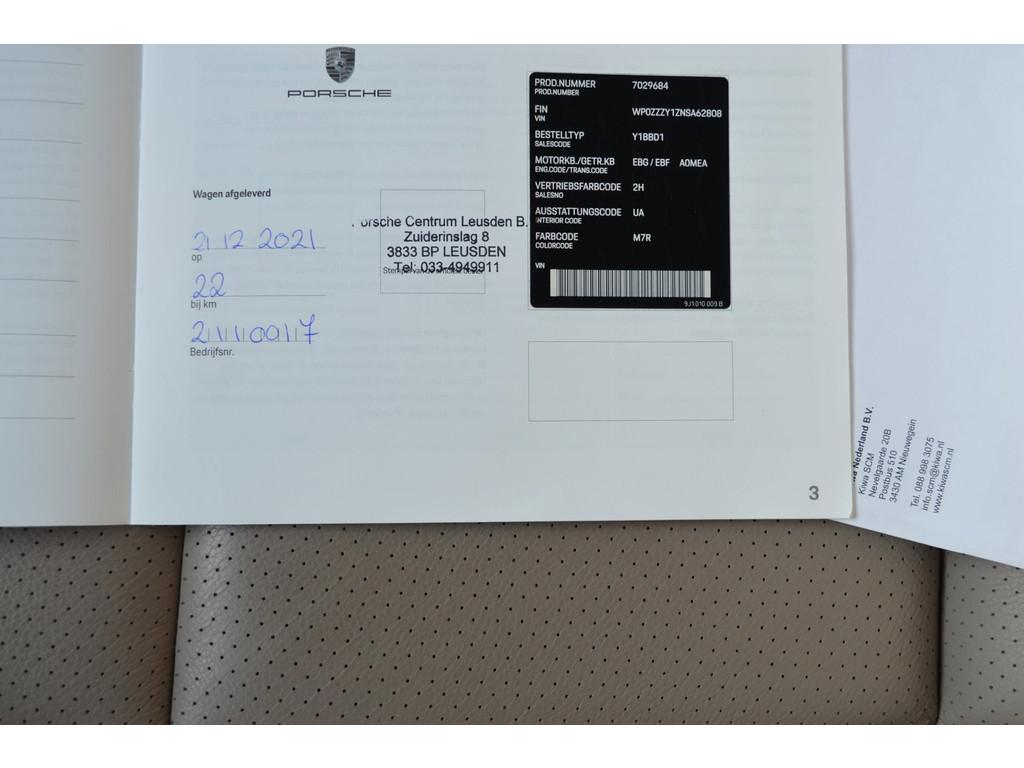 PORSCHE
Wagen afgeleverd
21 12 2021
op
22
bij km
Bedrijfsnr.
orsche Centrum Leusden B.
Zuiderinslag 8
3833 BP LEUSDEN
Tel: 033-4949911
PROD.NUMMER 7029684
PROD.NUMBER
FIN WP0ZZZY1ZNSA62808
VIN
BESTELLTYP Y1BBD1
SALESCODE
MOTORKB./GETR.KB EBG / EBF A0MEA
ENG.CODE/TRANS.CODE
VERTRIEBSFARBCODE 2H
SALESNO
AUSSTATTUNGSCODE UA
INTERIOR CODE
FARBCODE M7R
COLORCODE
VIN
9J1.010.009.B
3
Nederland B.V.
Kiwa SCM
Nevelgaarde 20B
Postbus 510
3430 AM Nieuwegein
Tel. 088 998 3075
info.scm@kiwa.nl
www.kiwascm.nl